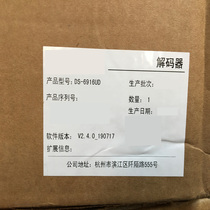 解码器
产品型号: DS-6916UD
生产批次:
产品序列号:
数量: 1
生产日期:
软件版本: V2.4.0_190717
扩展信息:
公司地址: 杭州市滨江区环阳路555号